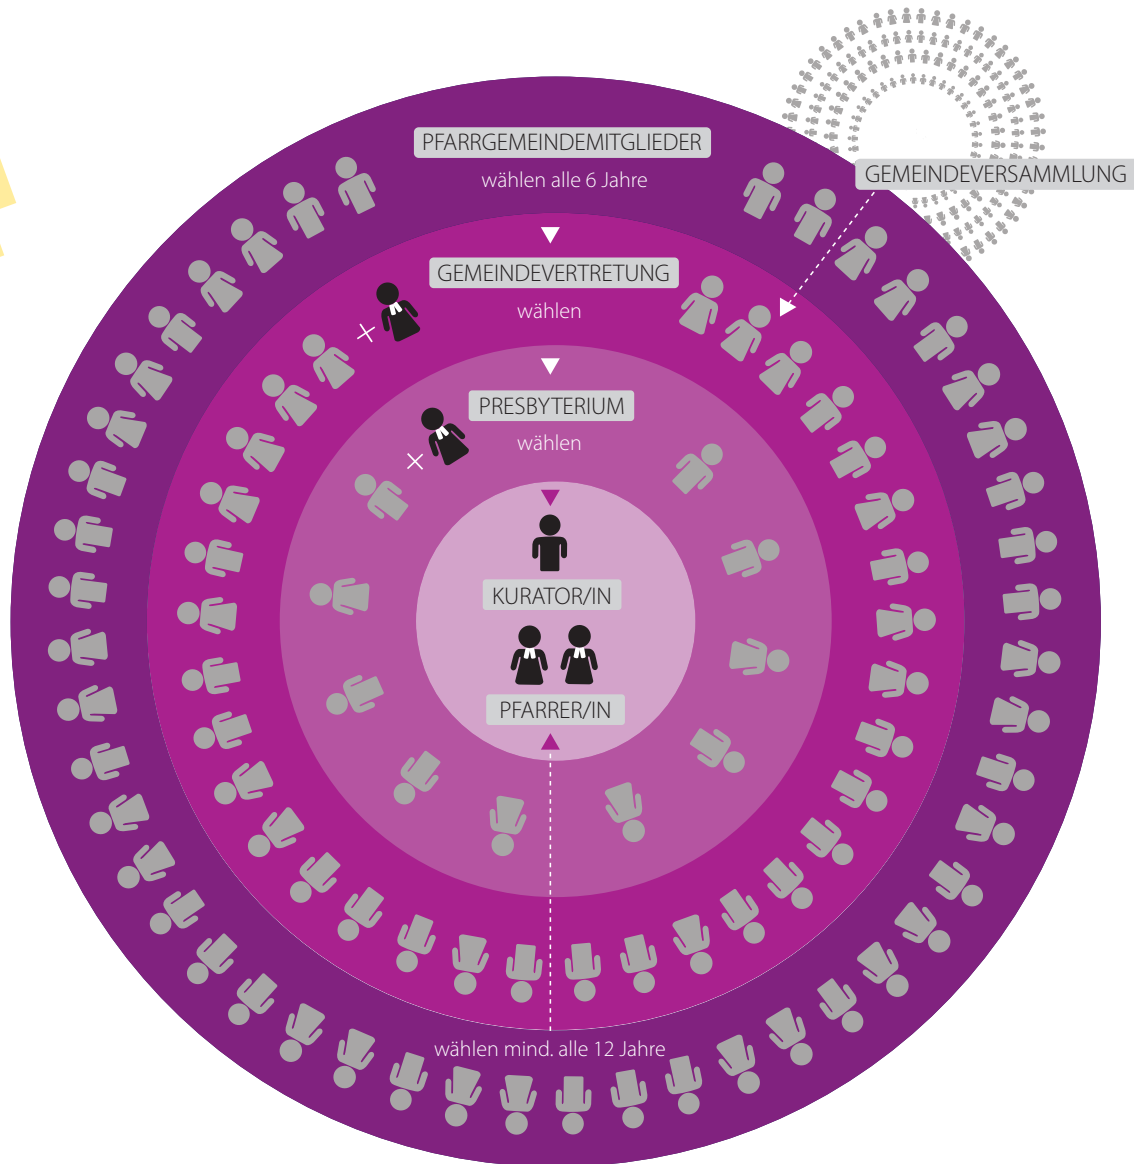 PFARRGEMEINDEMITGLIEDER
wählen alle 6 Jahre
GEMEINDEVERSAMMLUNG
GEMEINDEVERTRETUNG
wählen
PRESBYTERIUM
wählen
KURATOR/IN
PFARRER/IN
wählen mind. alle 12 Jahre